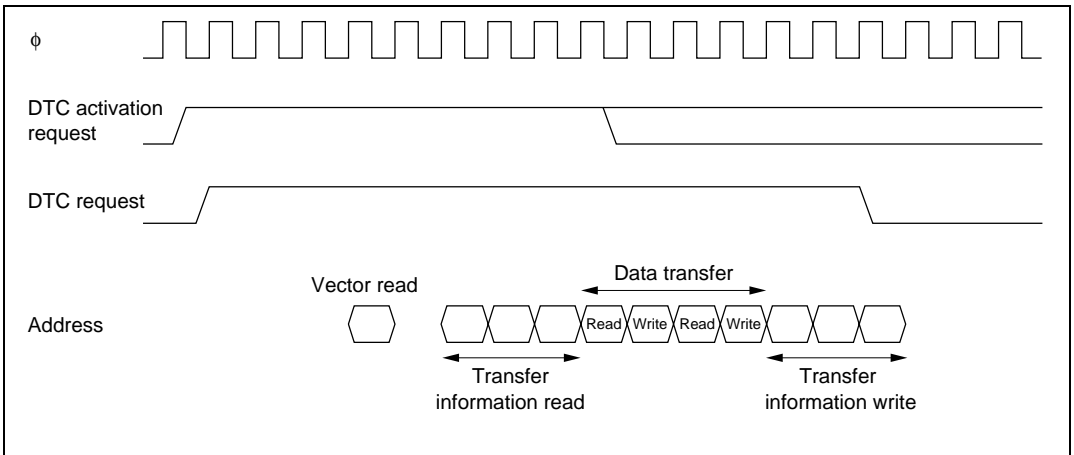 ϕ
DTC activation
request
DTC request
Vector read
Data transfer
Address
Read Write Read Write
Transfer
information read
Transfer
information write